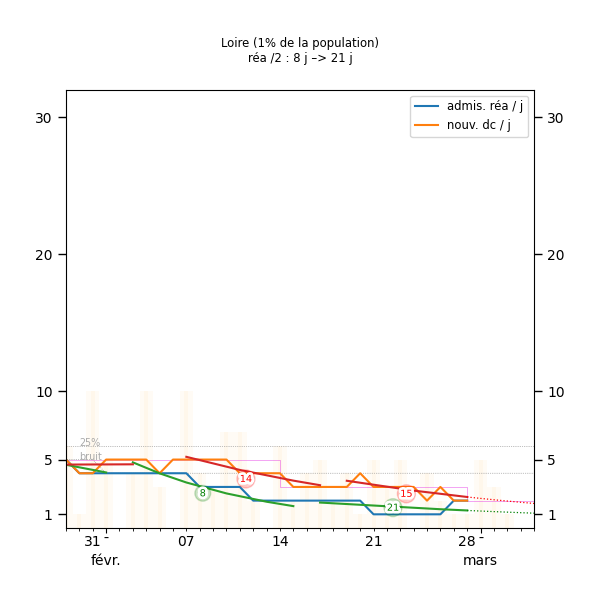 Loire (1% de la population)
réa /2 : 8 j –> 21 j
admis. réa / j
nouv. dc / j
30
30
20
20
10
10
25%
bruit
5
5
14
8
15
21
1
1
31 - 07 14 21 28 -
févr. mars